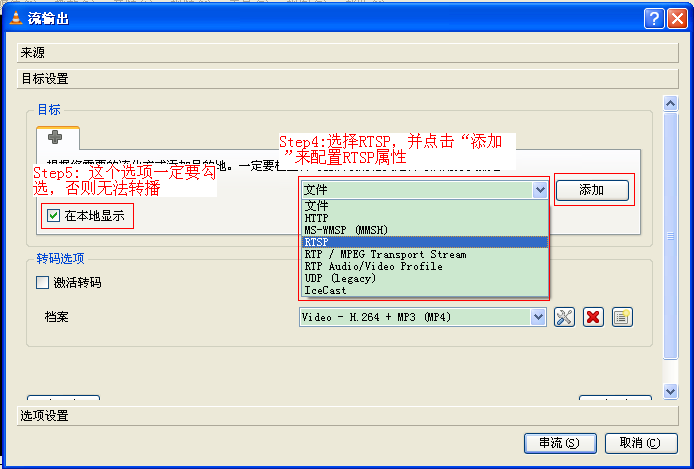 流输出
来源
目标设置
目标
Step4:选择RTSP，并点击“添加
”来配置RTSP属性
Step5: 这个选项一定要勾
选，否则无法转播
文件
添加
文件
HTTP
MS-WMSP (MMSH)
RTSP
RTP / MPEG Transport Stream
RTP Audio/Video Profile
UDP (legacy)
IceCast
在本地显示
转码选项
激活转码
档案
Video - H.264 + MP3 (MP4)
选项设置
串流(S)
取消(C)